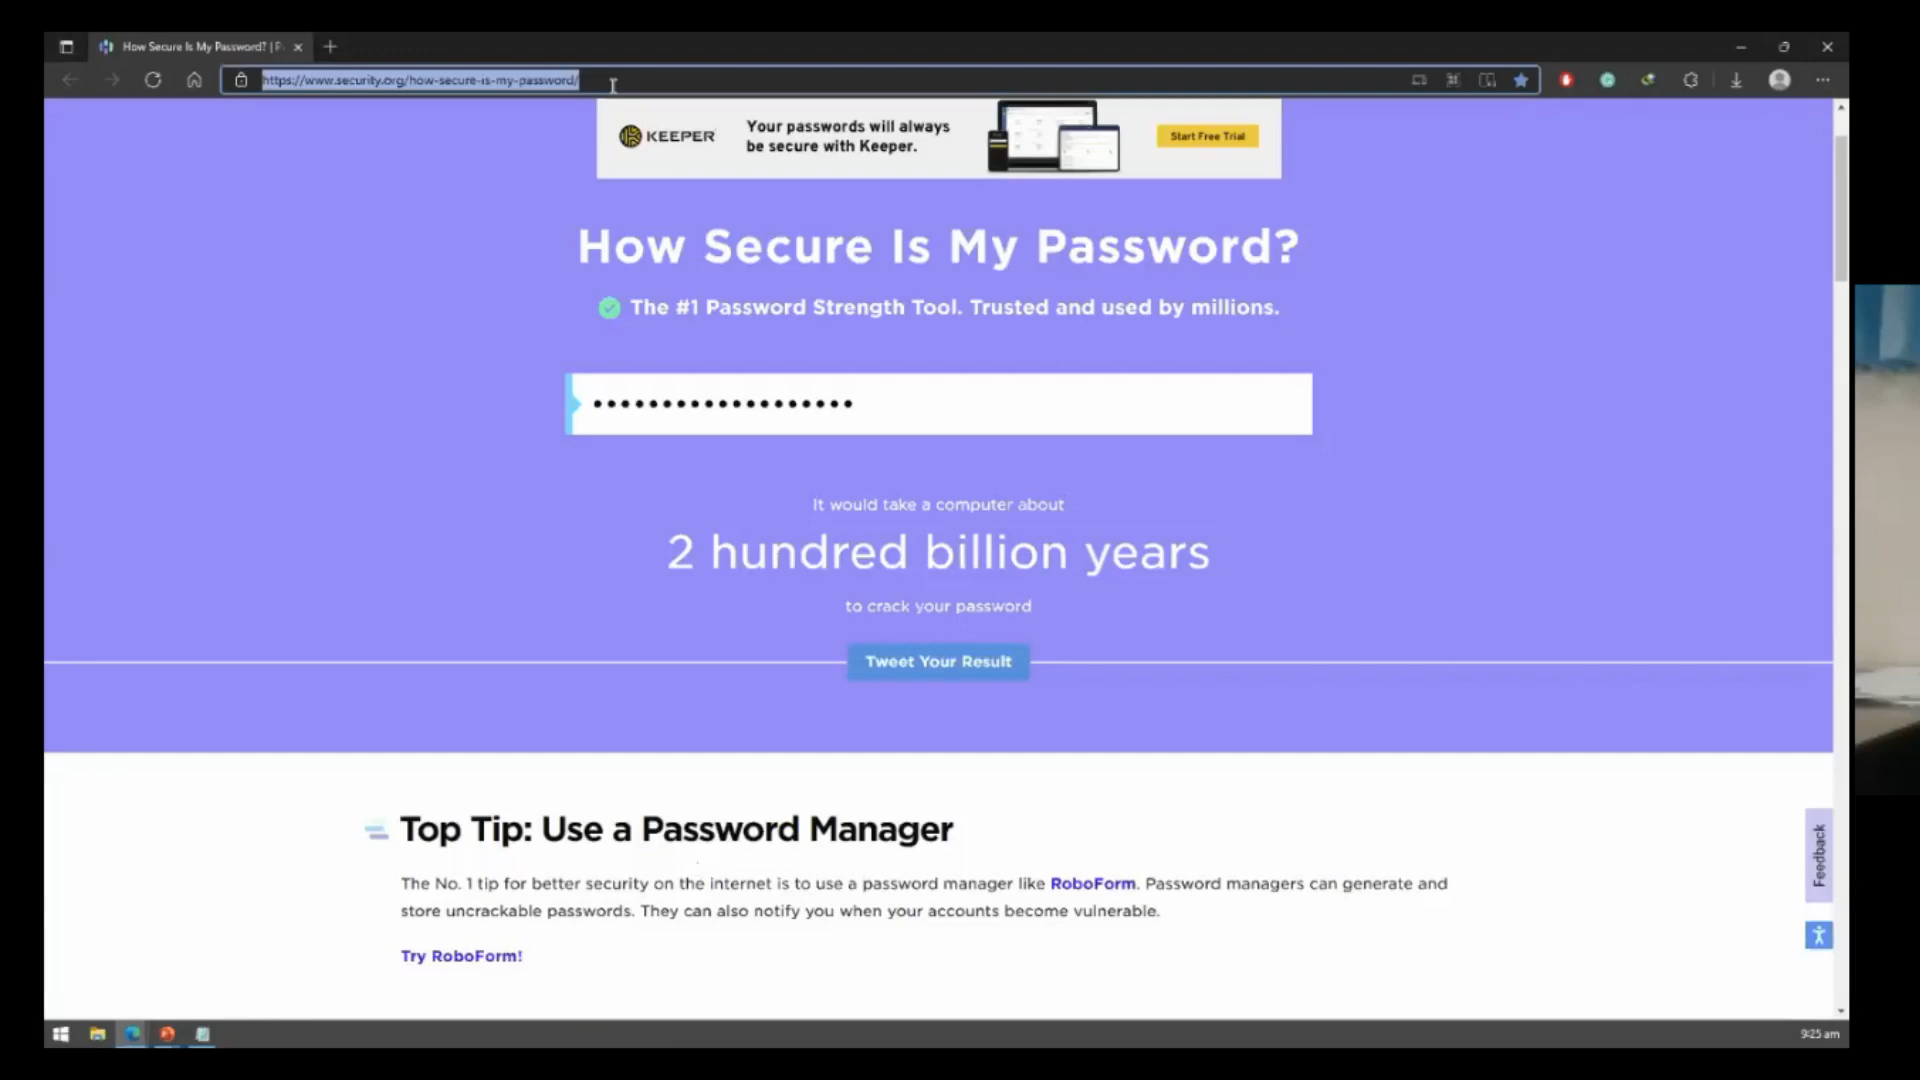 How Secure Is My Password? | P
https://www.security.org/how-secure-is-my-password/
KEEPER
Your passwords will always
be secure with Keeper.
Start Free Trial
How Secure Is My Password?
The #1 Password Strength Tool. Trusted and used by millions.
•••••••••••••••••••
It would take a computer about
2 hundred billion years
to crack your password
Tweet Your Result
Top Tip: Use a Password Manager
The No. 1 tip for better security on the internet is to use a password manager like RoboForm. Password managers can generate and
store uncrackable passwords. They can also notify you when your accounts become vulnerable.
Try RoboForm!
Feedback
9:25 am